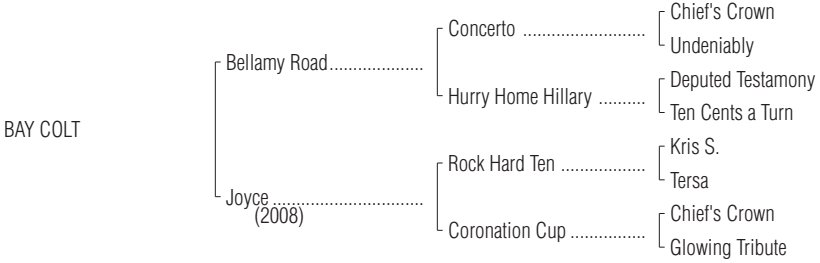 Chief's Crown
Concerto ..........................
Undeniably
Bellamy Road....................
Deputed Testamony
Hurry Home Hillary ..........
Ten Cents a Turn
BAY COLT
Kris S.
Rock Hard Ten ..................
Tersa
Joyce ................................
(2008)
Chief's Crown
Coronation Cup ................
Glowing Tribute